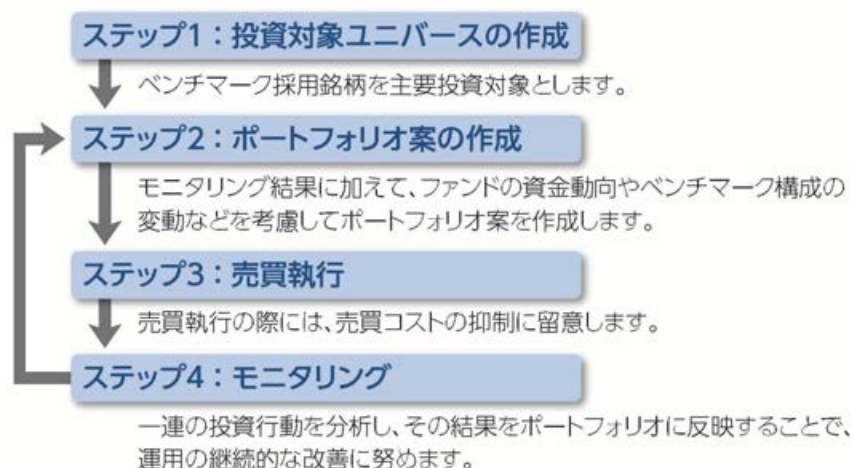 ステップ1：投資対象ユニバースの作成
ベンチマーク採用銘柄を主要投資対象とします。
ステップ2：ポートフォリオ案の作成
モニタリング結果に加えて、ファンドの資金動向やベンチマーク構成の
変動などを考慮してポートフォリオ案を作成します。
ステップ3：売買執行
売買執行の際には、売買コストの抑制に留意します。
ステップ4：モニタリング
一連の投資行動を分析し、その結果をポートフォリオに反映することで、
運用の継続的な改善に努めます。